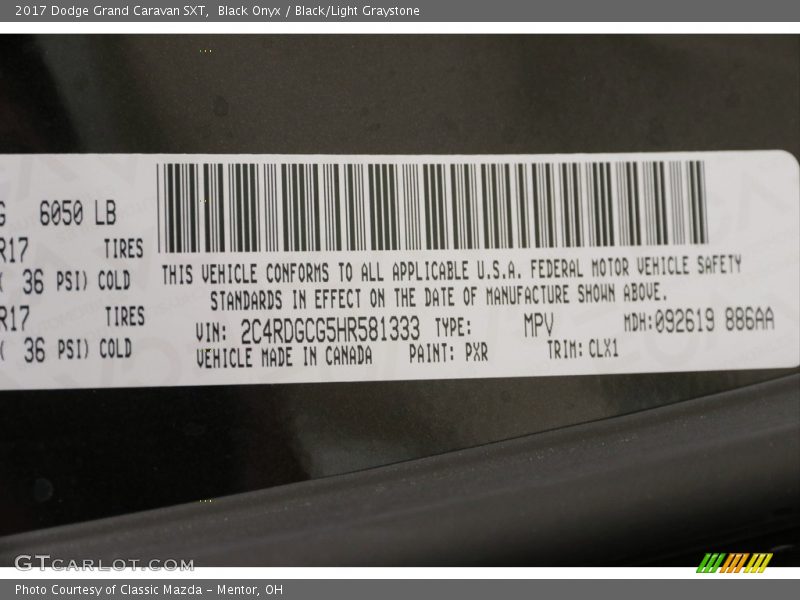 2017 Dodge Grand Caravan SXT, Black Onyx / Black/Light Graystone
G 6050 LB
R17 TIRES
( 36 PSI) COLD
R17 TIRES
( 36 PSI) COLD
THIS VEHICLE CONFORMS TO ALL APPLICABLE U.S.A. FEDERAL MOTOR VEHICLE SAFETY
STANDARDS IN EFFECT ON THE DATE OF MANUFACTURE SHOWN ABOVE.
VIN: 2C4RDGCG5HR581333 TYPE: MPV MDH:092619 886AA
VEHICLE MADE IN CANADA PAINT: PXR TRIM: CLX1
GTCARLOT.COM
Photo Courtesy of Classic Mazda - Mentor, OH